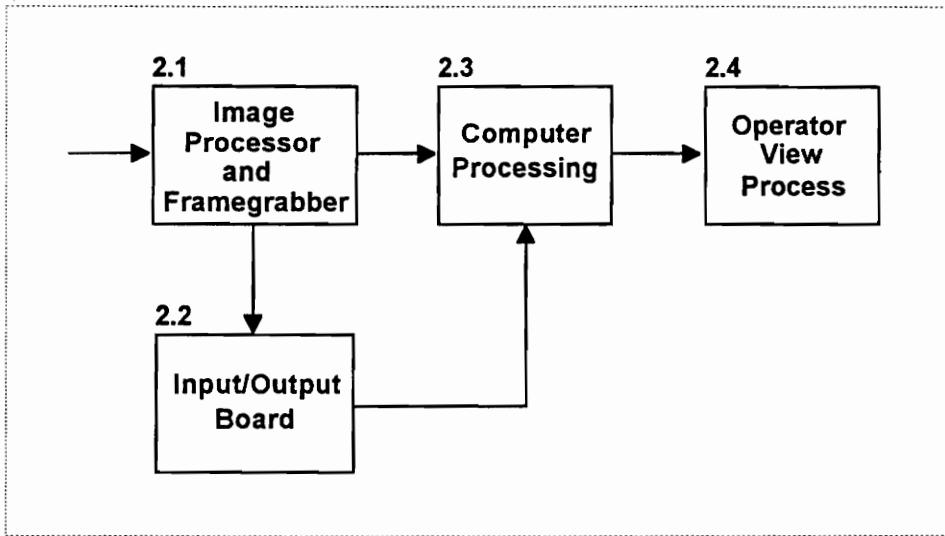 2.1
Image
Processor
and
Framegrabber
2.3
Computer
Processing
2.4
Operator
View
Process
2.2
Input/Output
Board